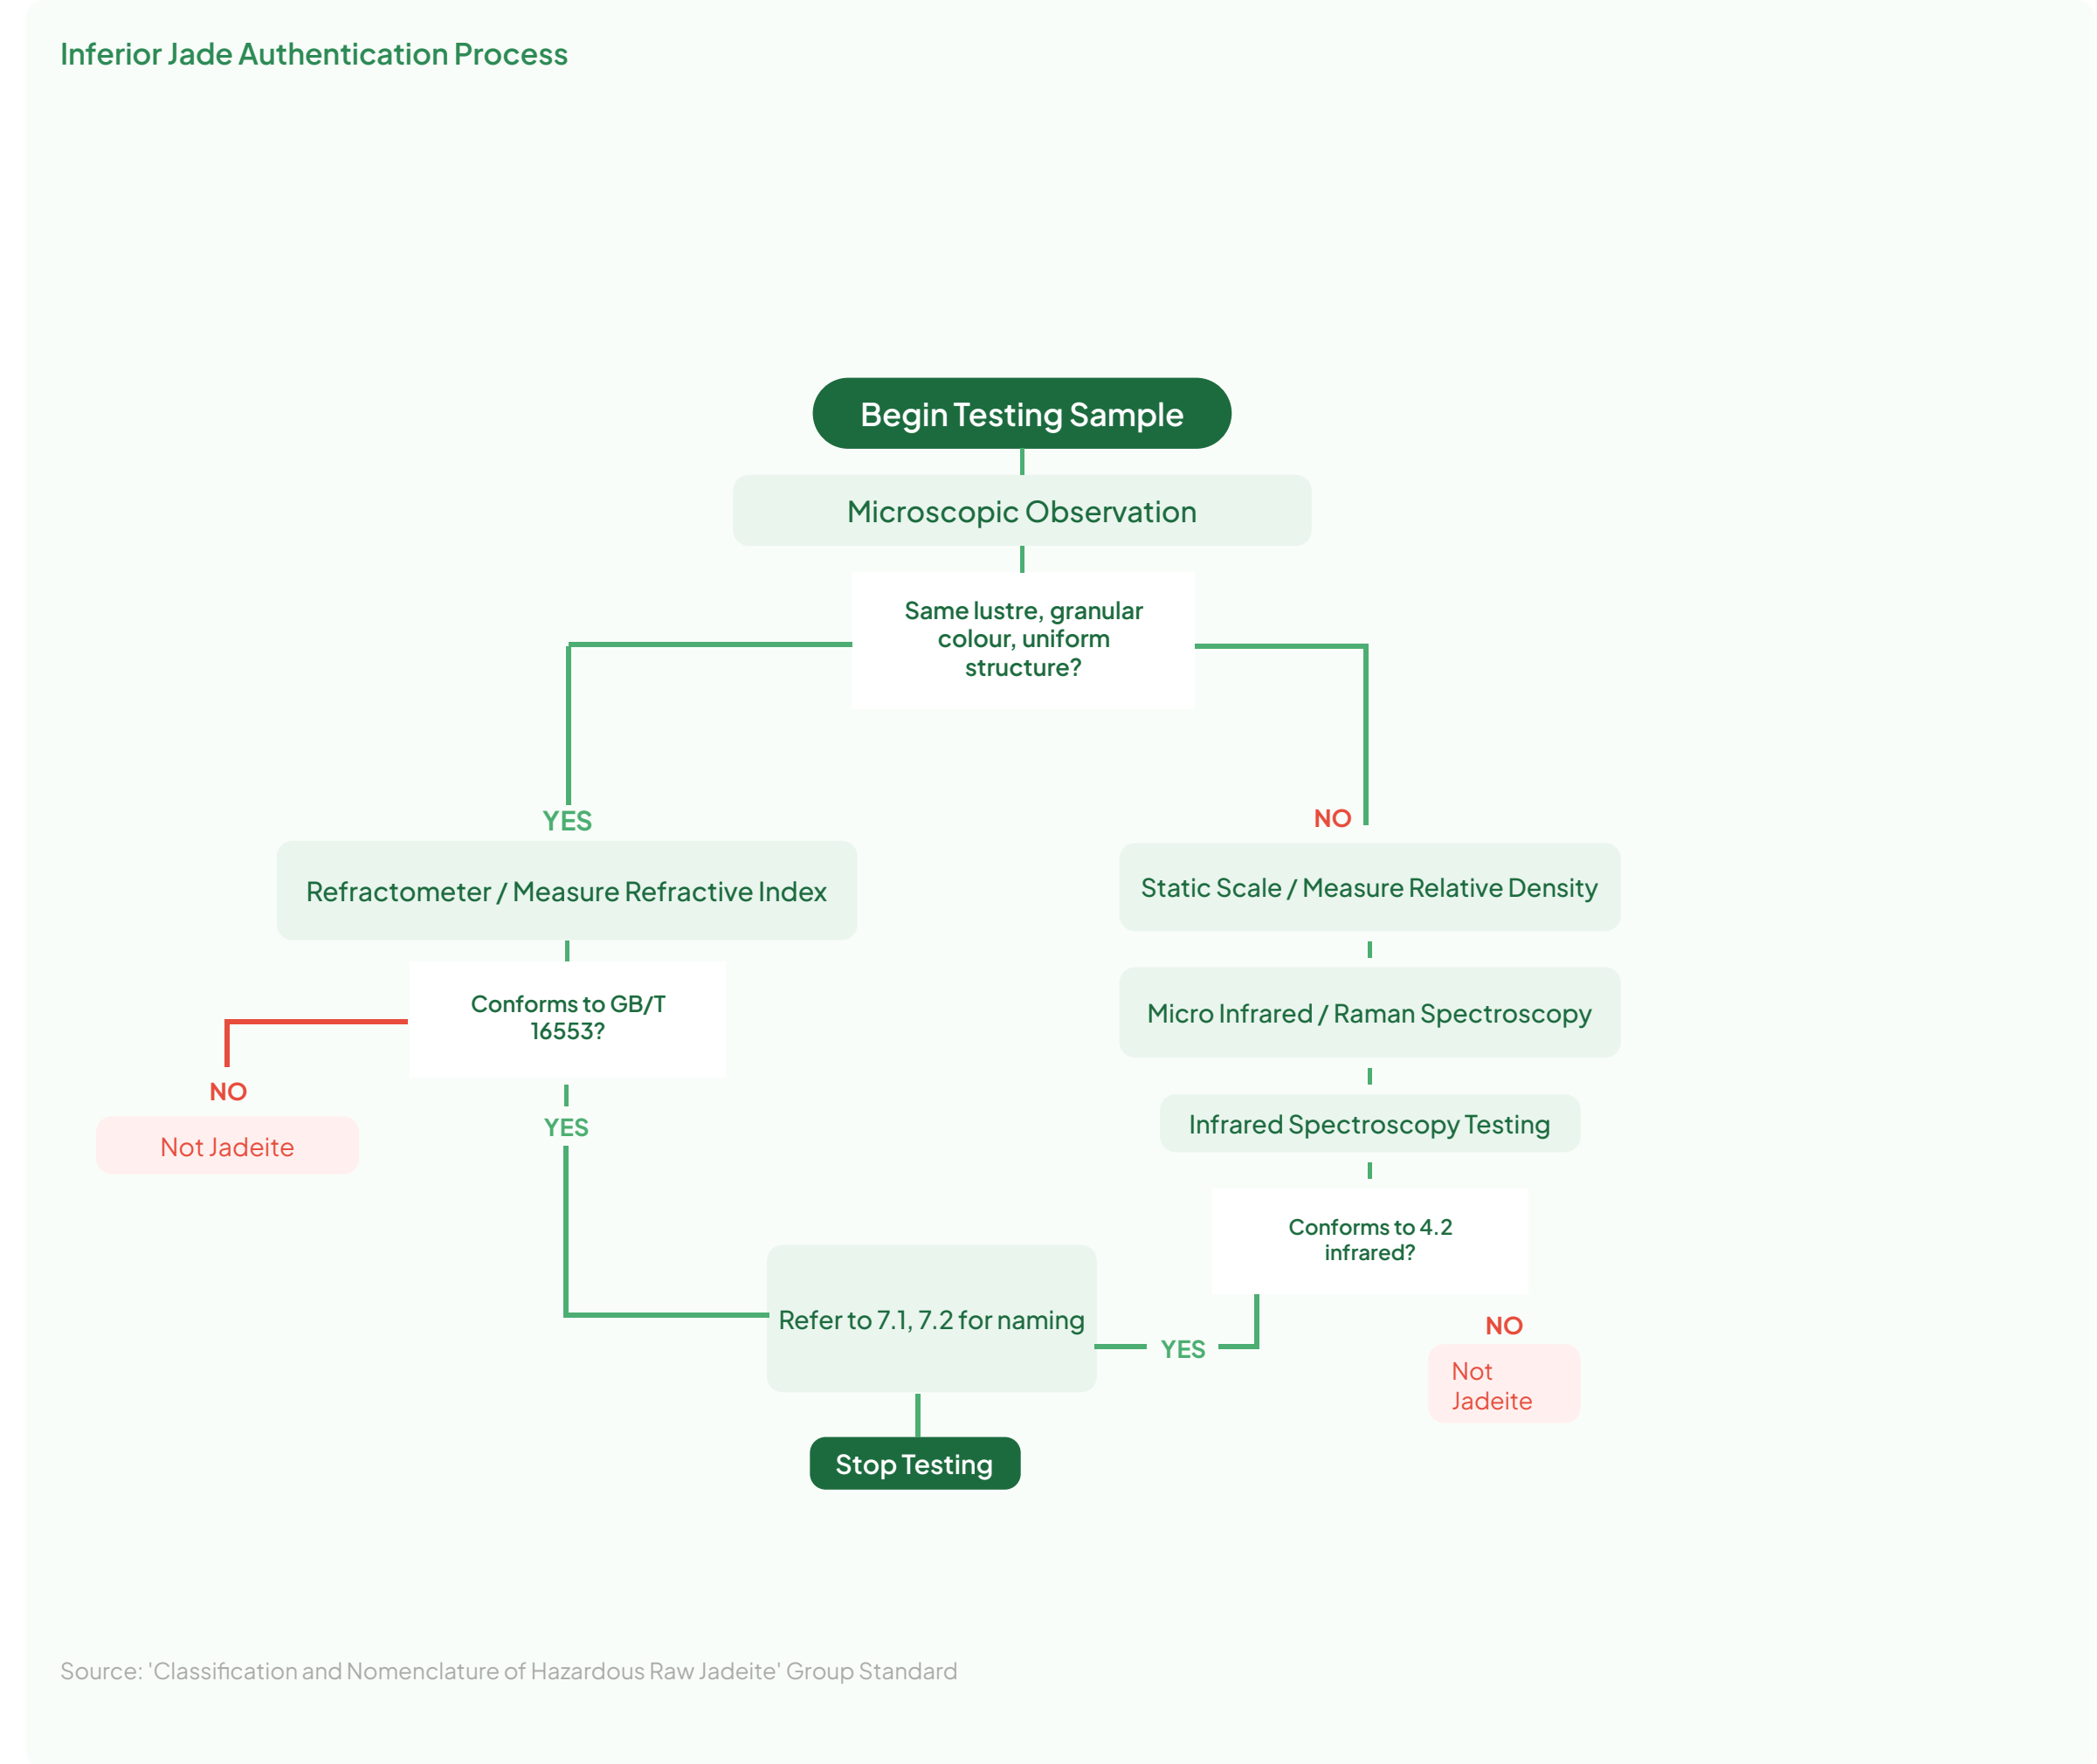 Inferior Jade Authentication Process
Begin Testing Sample
Microscopic Observation
Same lustre, granular
colour, uniform
structure?
YES
NO
Refractometer / Measure Refractive Index
Static Scale / Measure Relative Density
Conforms to GB/T
16553?
Micro Infrared / Raman Spectroscopy
NO
YES
Not Jadeite
Infrared Spectroscopy Testing
Conforms to 4.2
infrared?
Refer to 7.1, 7.2 for naming
YES
NO
Not
Jadeite
Stop Testing
Source: 'Classification and Nomenclature of Hazardous Raw Jadeite' Group Standard